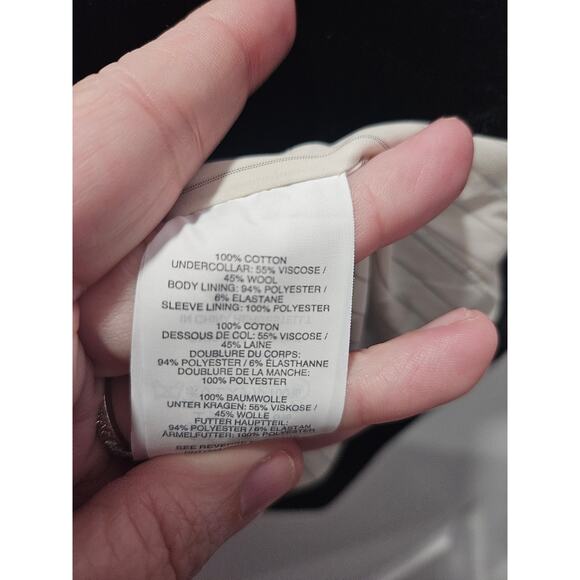 100% COTTON
UNDERCOLLAR: 55% VISCOSE /
45% WOOL
BODY LINING: 94% POLYESTER /
6% ELASTANE
SLEEVE LINING: 100% POLYESTER
100% COTON
DESSOUS DE COL: 55% VISCOSE /
45% LAINE
DOUBLURE DU CORPS:
94% POLYESTER / 6% ÉLASTHANNE
DOUBLURE DE LA MANCHE:
100% POLYESTER
100% BAUMWOLLE
UNTER KRAGEN: 55% VISKOSE /
45% WOLLE
FUTTER HAUPTTEIL:
94% POLYESTER / 6% ELASTAN
ÄRMELFUTTER: 100% POLYESTER
SEE REVERSE